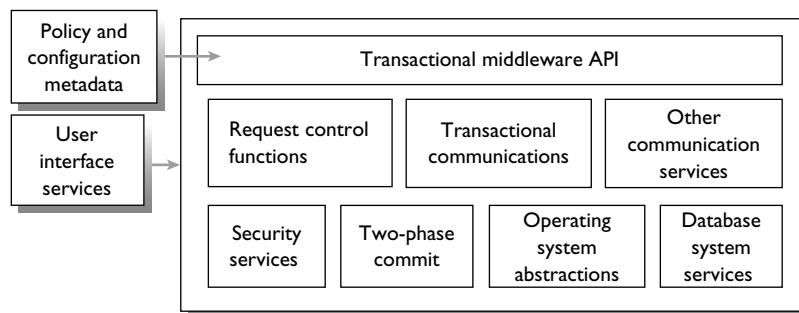 Policy and
configuration
metadata
Transactional middleware API
User
interface
services
Request control
functions
Transactional
communications
Other
communication
services
Security
services
Two-phase
commit
Operating
system
abstractions
Database
system
services